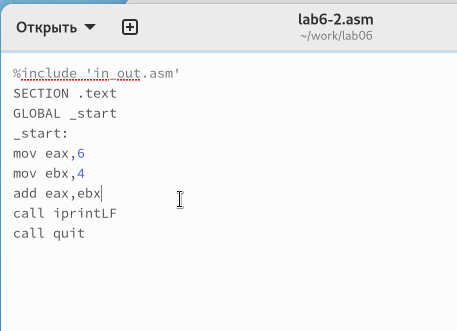 Открыть
lab6-2.asm
~/work/lab06
%include 'in_out.asm'
SECTION .text
GLOBAL _start
_start:
mov eax,6
mov ebx,4
add eax,ebx
call iprintLF
call quit